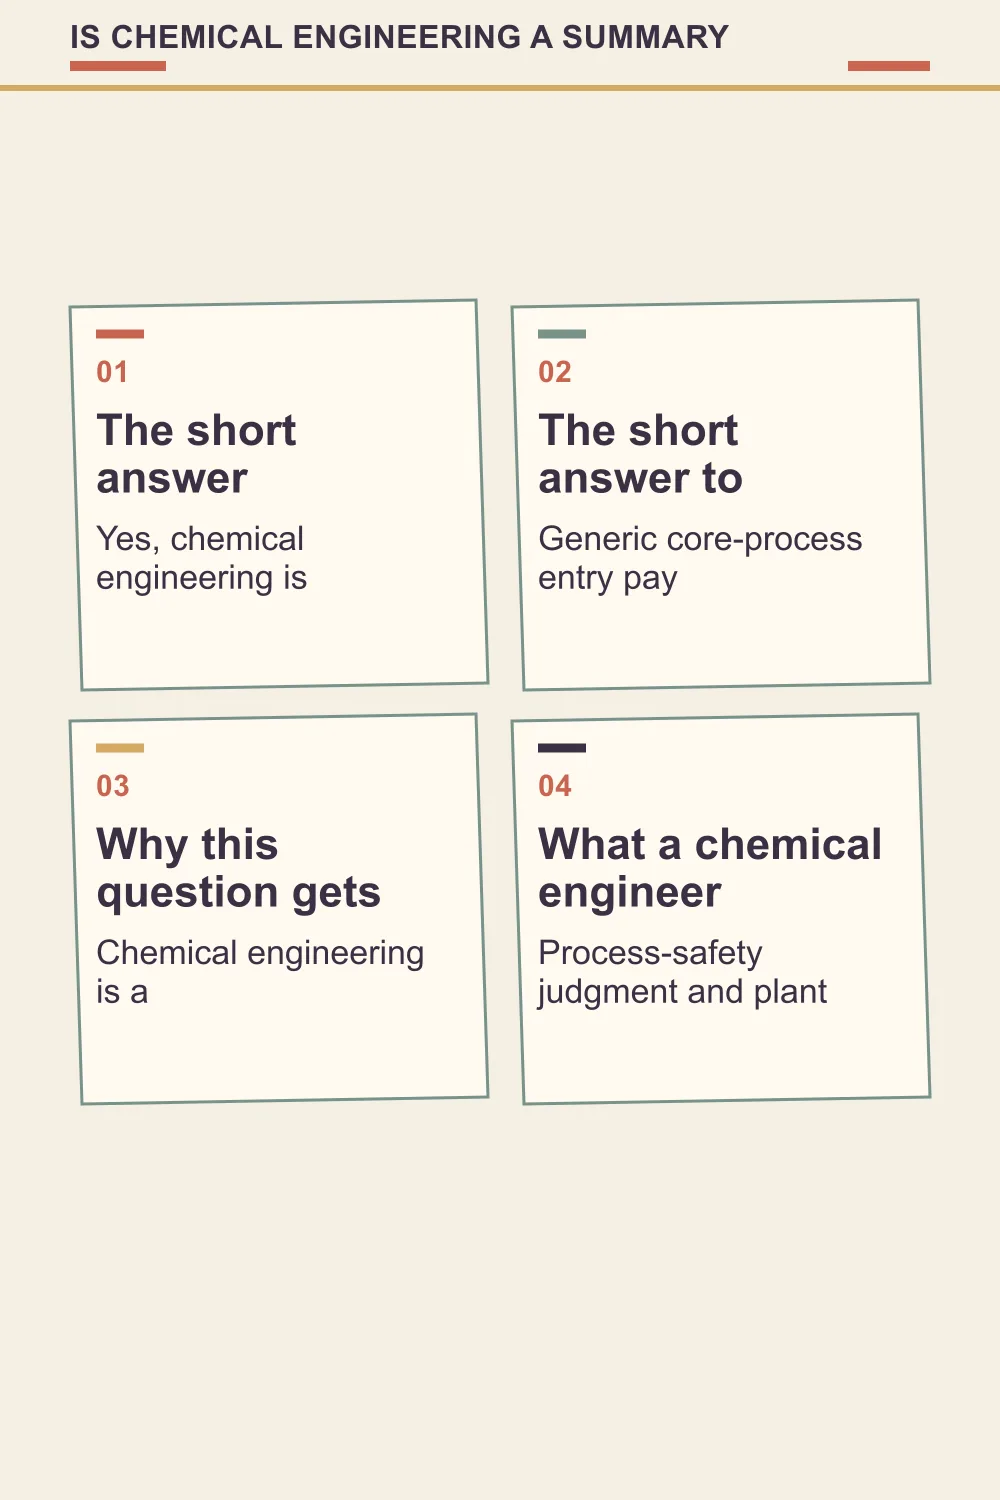 IS CHEMICAL ENGINEERING A SUMMARY
01
The short
answer
Yes, chemical
engineering is
02
The short
answer to
Generic core-process
entry pay
03
Why this
question gets
Chemical engineering
is a
04
What a chemical
engineer
Process-safety
judgment and plant